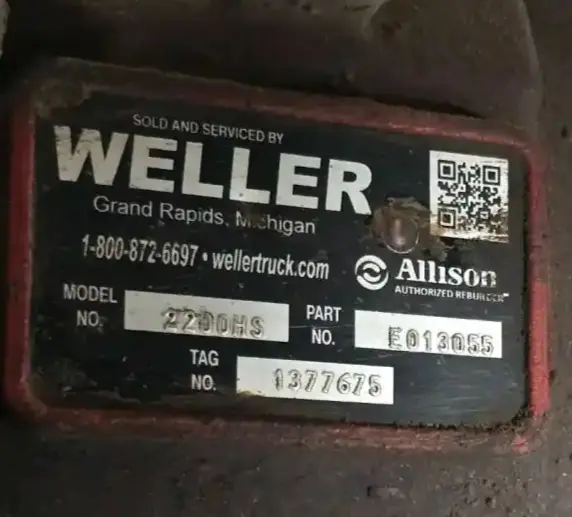 SOLD AND SERVICED BY
WELLER
Grand Rapids, Michigan
1-800-872-6697 • wellertruck.com
Allison
AUTHORIZED REBUILDER
MODEL NO. 2200HS
PART NO. E013055
TAG NO. 1377675